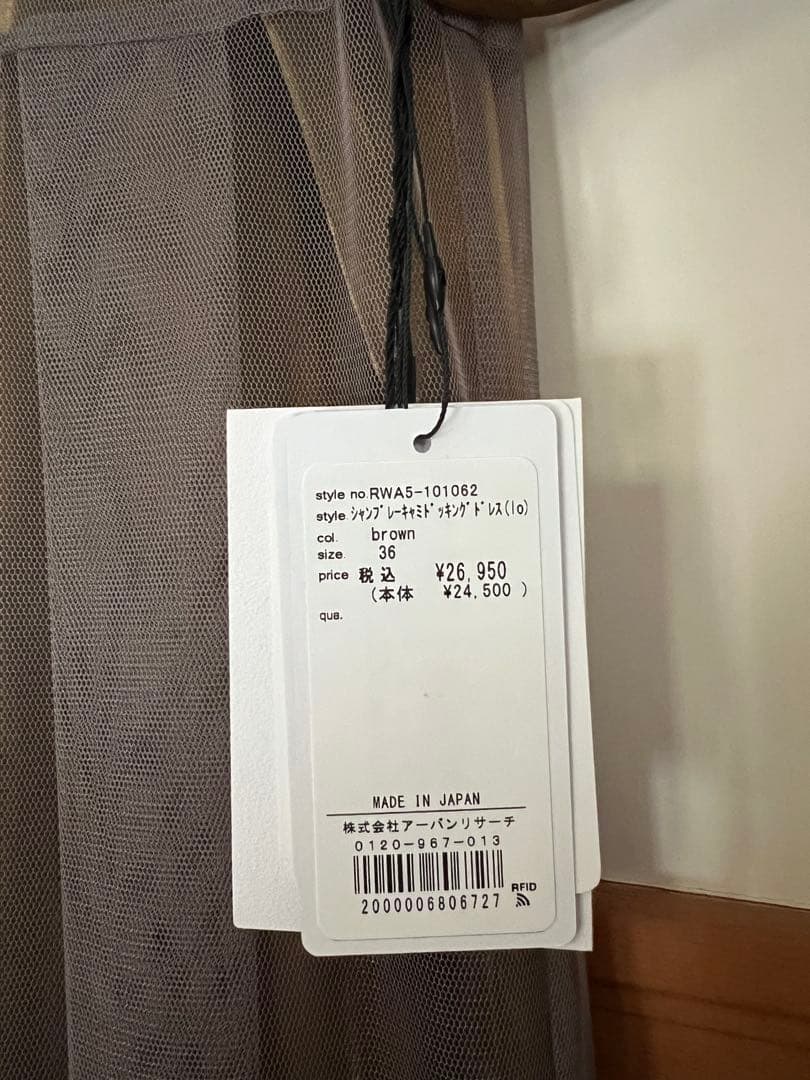 style no.RWA5-101062
style.ｼｬﾝﾌﾞﾚｰｷｬﾐﾄﾞｯｷﾝｸﾞﾄﾞﾚｽ(lo)
col. brown
size. 36
price 税込 ¥26,950
(本体 ¥24,500 )
qua.
MADE IN JAPAN
株式会社アーバンリサーチ
0120-967-013
RFID
2000006806727